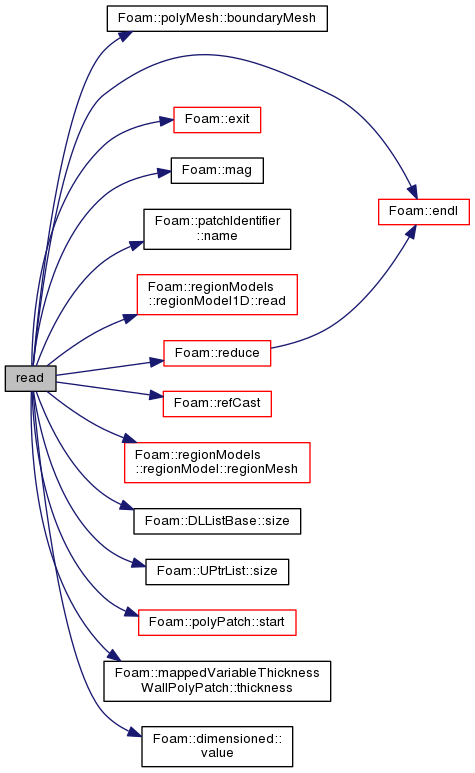 Foam::polyMesh::boundaryMesh
Foam::exit
Foam::mag
Foam::endl
Foam::patchIdentifier
::name
Foam::regionModels
::regionModel1D::read
Foam::reduce
read
Foam::refCast
Foam::regionModels
::regionModel::regionMesh
Foam::DLListBase::size
Foam::UPtrList::size
Foam::polyPatch::start
Foam::mappedVariableThickness
WallPolyPatch::thickness
Foam::dimensioned::
value